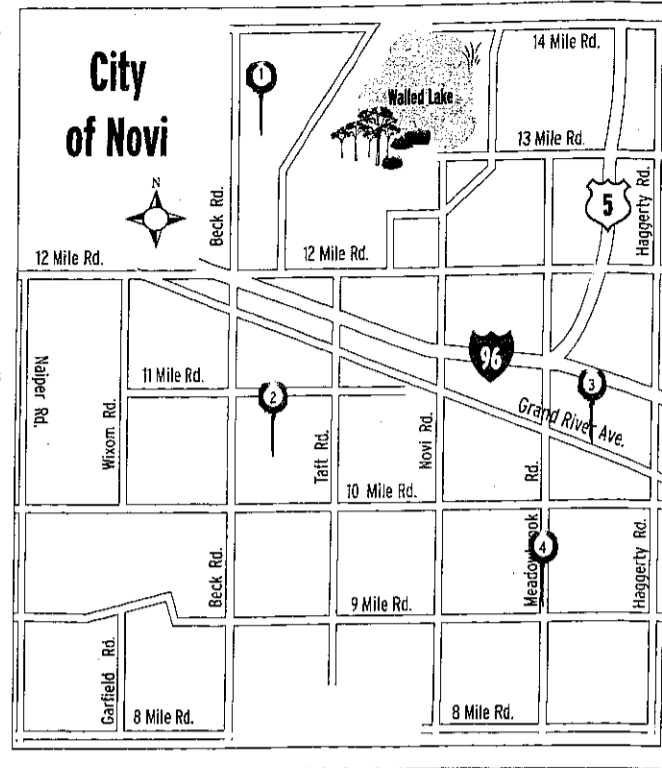 City
of Novi
N
1
Walled Lake
14 Mile Rd.
13 Mile Rd.
Beck Rd.
5
Haggerty Rd.
12 Mile Rd.
12 Mile Rd.
96
Naiper Rd.
11 Mile Rd.
2
3
Wixom Rd.
Taft Rd.
Novi Rd.
Grand River Ave.
10 Mile Rd.
Meadowbrook Rd.
4
Beck Rd.
Haggerty Rd.
9 Mile Rd.
Garfield Rd.
8 Mile Rd.
8 Mile Rd.